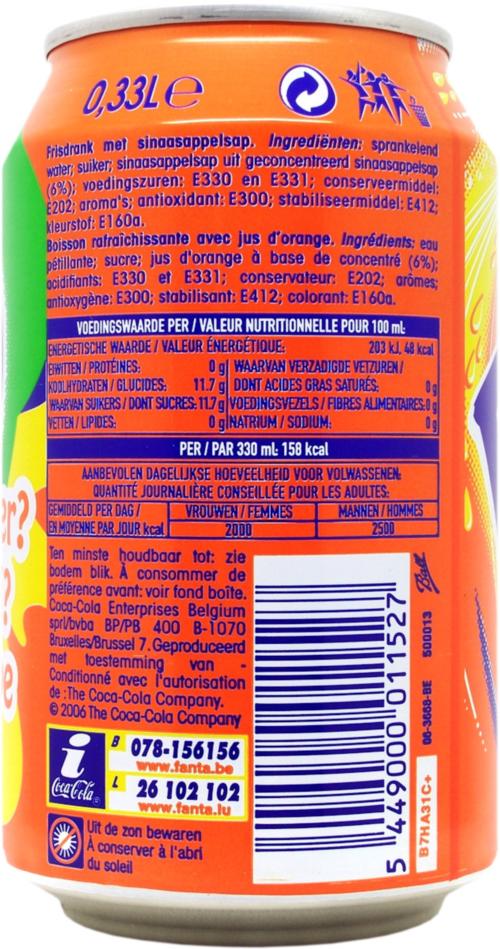 0,33L e
Frisdrank met sinaasappelsap. Ingrediënten: sprankelend
water; suiker; sinaasappelsap uit geconcentreerd sinaasappelsap
(6%); voedingszuren: E330 en E331; conserveermiddel:
E202; aroma's; antioxidant: E300; stabiliseermiddel: E412;
kleurstof: E160a.
Boisson rafraîchissante avec jus d'orange. Ingrédients: eau
pétillante; sucre; jus d'orange à base de concentré (6%);
acidifiants: E330 et E331; conservateur: E202; arômes;
antioxygène: E300; stabilisant: E412; colorant: E160a.
VOEDINGSWAARDE PER / VALEUR NUTRITIONNELLE POUR 100 ml:
ENERGETISCHE WAARDE / VALEUR ÉNERGÉTIQUE: 203 kJ, 48 kcal
EIWITTEN / PROTÉINES: 0 g WAARVAN VERZADIGDE VETZUREN /
KOOLHYDRATEN / GLUCIDES: 11.7 g DONT ACIDES GRAS SATURÉS: 0 g
WAARVAN SUIKERS / DONT SUCRES: 11.7 g VOEDINGSVEZELS / FIBRES ALIMENTAIRES: 0 g
VETTEN / LIPIDES: 0 g NATRIUM / SODIUM: 0 g
PER / PAR 330 ml: 158 kcal
AANBEVOLEN DAGELIJKSE HOEVEELHEID VOOR VOLWASSENEN:
QUANTITÉ JOURNALIÈRE CONSEILLÉE POUR LES ADULTES:
GEMIDDELD PER DAG / VROUWEN / FEMMES MANNEN / HOMMES
EN MOYENNE PAR JOUR kcal 2000 2500
er?
?
e
Ten minste houdbaar tot: zie
bodem blik. À consommer de
préférence avant: voir fond boîte.
Coca-Cola Enterprises Belgium
sprl/bvba BP/PB 400 B-1070
Bruxelles/Brussel 7. Geproduceerd
met toestemming van -
Conditionné avec l'autorisation
de : The Coca-Cola Company.
© 2006 The Coca-Cola Company
i
Coca-Cola
B 078-156156
www.fanta.be
L 26 102 102
www.fanta.lu
Uit de zon bewaren
À conserver à l'abri
du soleil
5 449000 011527
Ball
06-3668-BE 500013
B7HA31C+